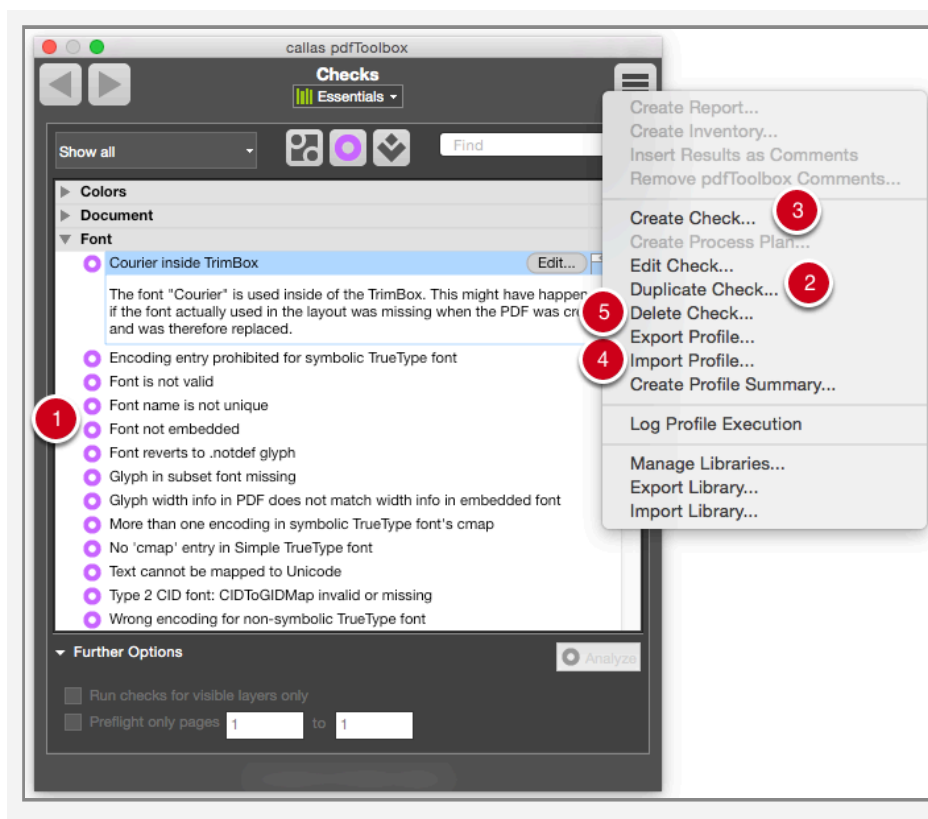 callas pdfToolbox
Checks
Essentials
Show all
Find
Colors
Document
Font
Courier inside TrimBox
Edit...
The font "Courier" is used inside of the TrimBox. This might have happen
if the font actually used in the layout was missing when the PDF was cre
and was therefore replaced.
Encoding entry prohibited for symbolic TrueType font
Font is not valid
Font name is not unique
1
Font not embedded
Font reverts to .notdef glyph
Glyph in subset font missing
Glyph width info in PDF does not match width info in embedded font
More than one encoding in symbolic TrueType font's cmap
No 'cmap' entry in Simple TrueType font
Text cannot be mapped to Unicode
Type 2 CID font: CIDToGIDMap invalid or missing
Wrong encoding for non-symbolic TrueType font
Further Options
Analyze
Run checks for visible layers only
Preflight only pages 1 to 1
Create Report...
Create Inventory...
Insert Results as Comments
Remove pdfToolbox Comments...
Create Check... 3
Create Process Plan...
Edit Check...
Duplicate Check... 2
5 Delete Check...
Export Profile...
4 Import Profile...
Create Profile Summary...
Log Profile Execution
Manage Libraries...
Export Library...
Import Library...